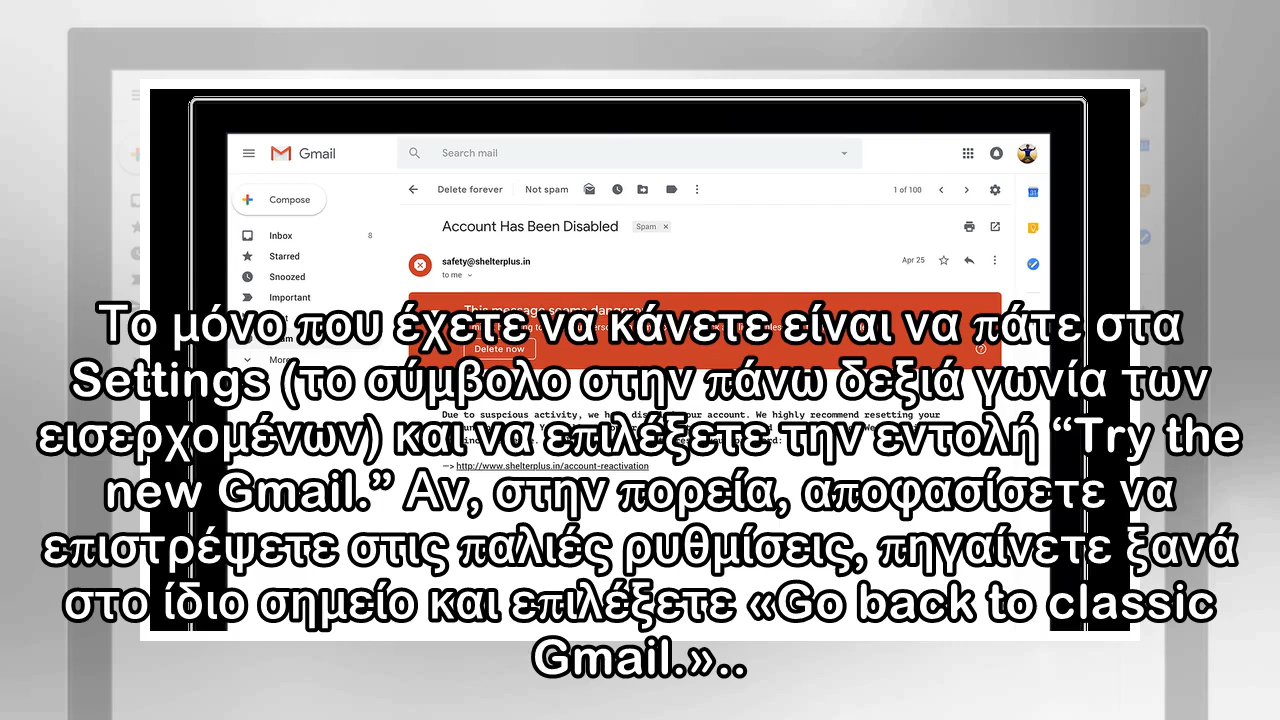 Gmail
Search mail
Compose
Delete forever
Not spam
1 of 100
Inbox
8
Starred
Snoozed
Important
More
Account Has Been Disabled
Spam x
safety@shelterplus.in
to me
Apr 25
Delete now
Το μόνο που έχετε να κάνετε είναι να πάτε στα
Settings (το σύμβολο στην πάνω δεξιά γωνία των
εισερχομένων) και να επιλέξετε την εντολή “Try the
new Gmail.” Αν, στην πορεία, αποφασίσετε να
επιστρέψετε στις παλιές ρυθμίσεις, πηγαίνετε ξανά
στο ίδιο σημείο και επιλέξετε «Go back to classic
Gmail.»..
This message seems
Due to suspcious activity, we your account. We highly recommend resetting your
—> http://www.shelterplus.in/account-reactivation